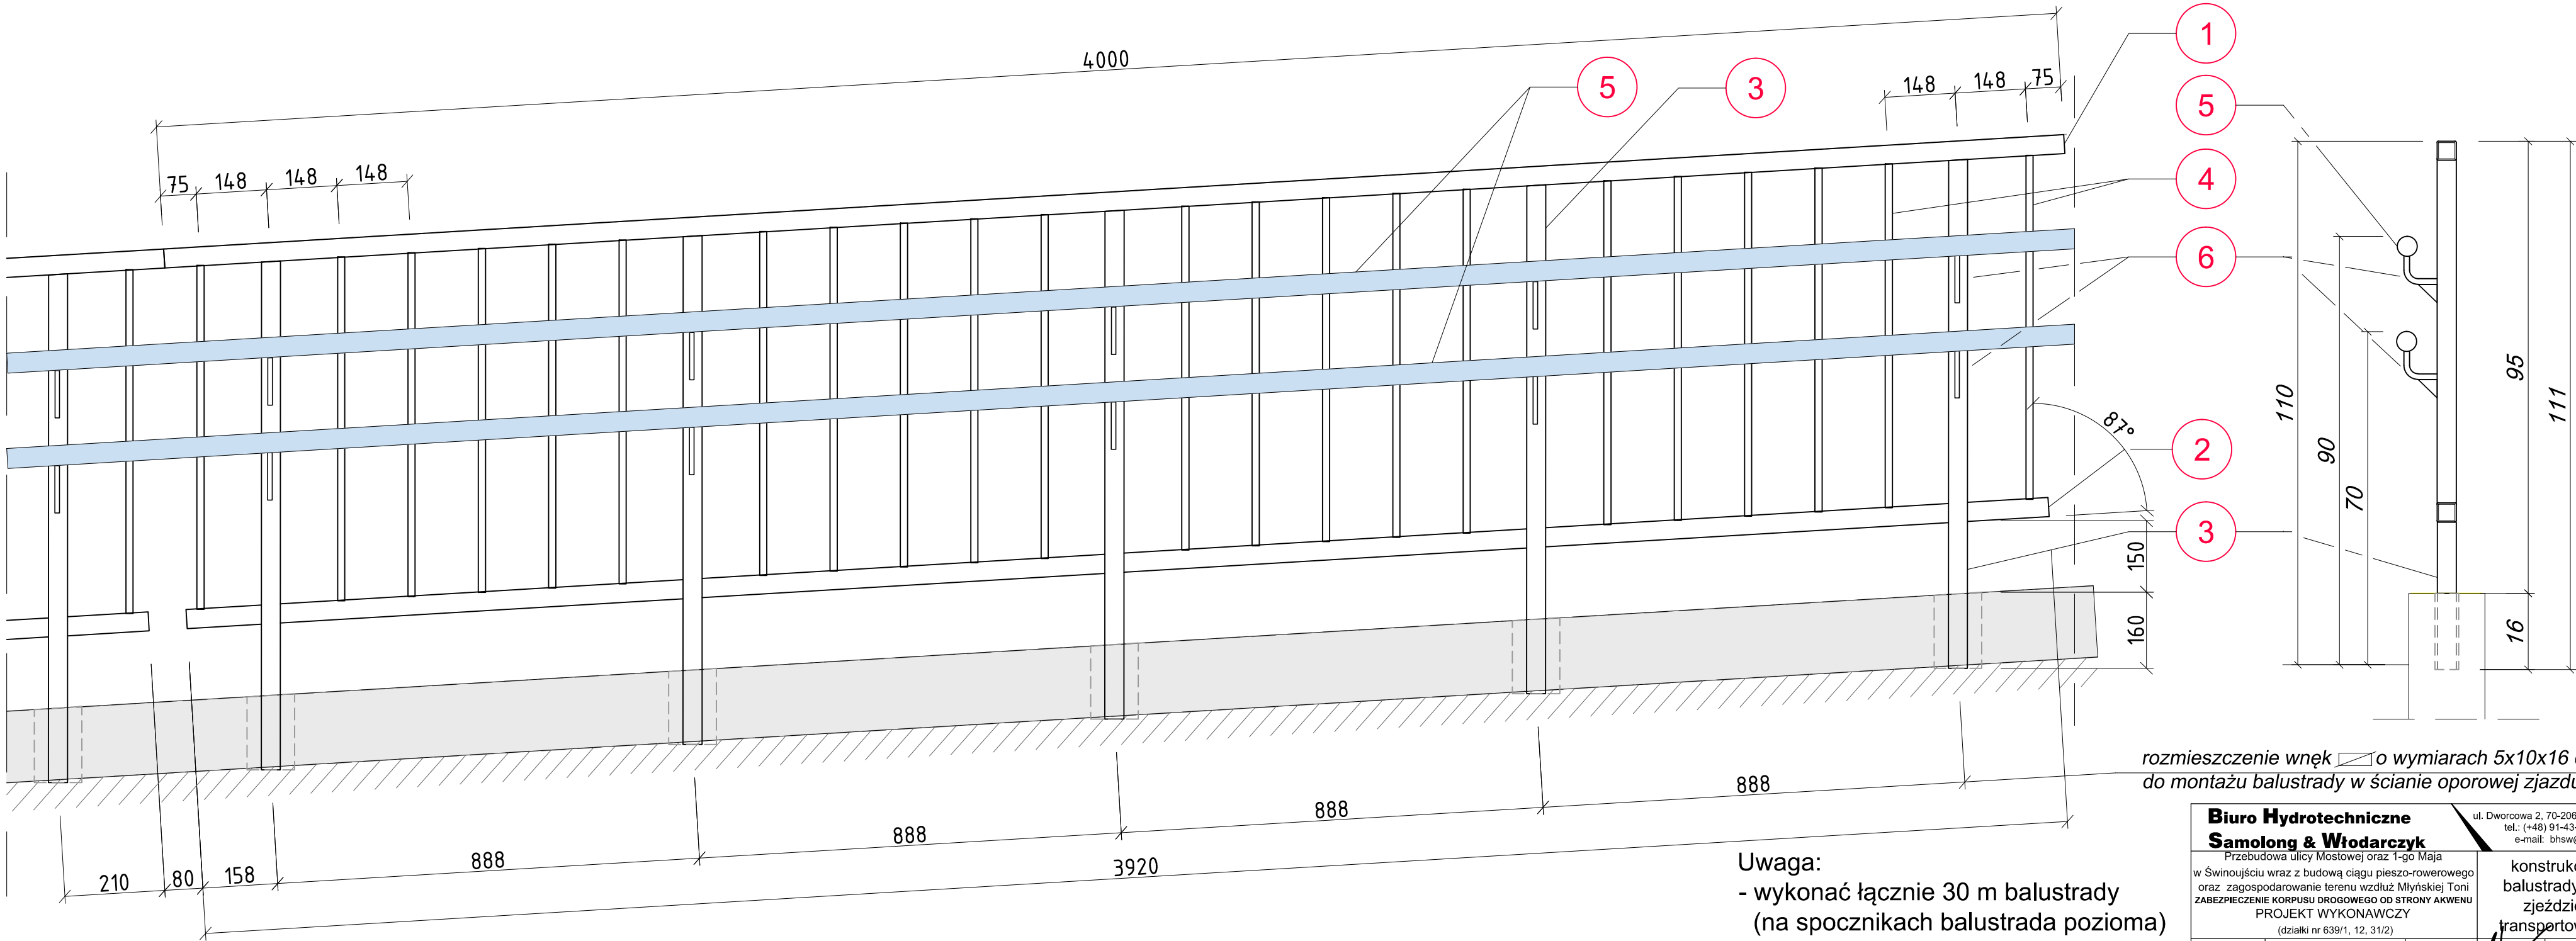 4000
1
5
3
5
148 148 75
75 148 148 148
4
6
87°
2
3
150
160
110
90
70
95
111
16
rozmieszczenie wnęk o wymiarach 5x10x16
do montażu balustrady w ścianie oporowej zjazdu
210 80 158 888 888 888 888
3920
Uwaga:
- wykonać łącznie 30 m balustrady
(na spocznikach balustrada pozioma)
Biuro Hydrotechniczne
Samolong & Włodarczyk
ul. Dworcowa 2, 70-206
tel.: (+48) 91-43
e-mail: bhsw@
Przebudowa ulicy Mostowej oraz 1-go Maja
w Świnoujściu wraz z budową ciągu pieszo-rowerowego
oraz zagospodarowanie terenu wzdłuż Młyńskiej Toni
ZABEZPIECZENIE KORPUSU DROGOWEGO OD STRONY AKWENU
PROJEKT WYKONAWCZY
(działki nr 639/1, 12, 31/2)
balustrady